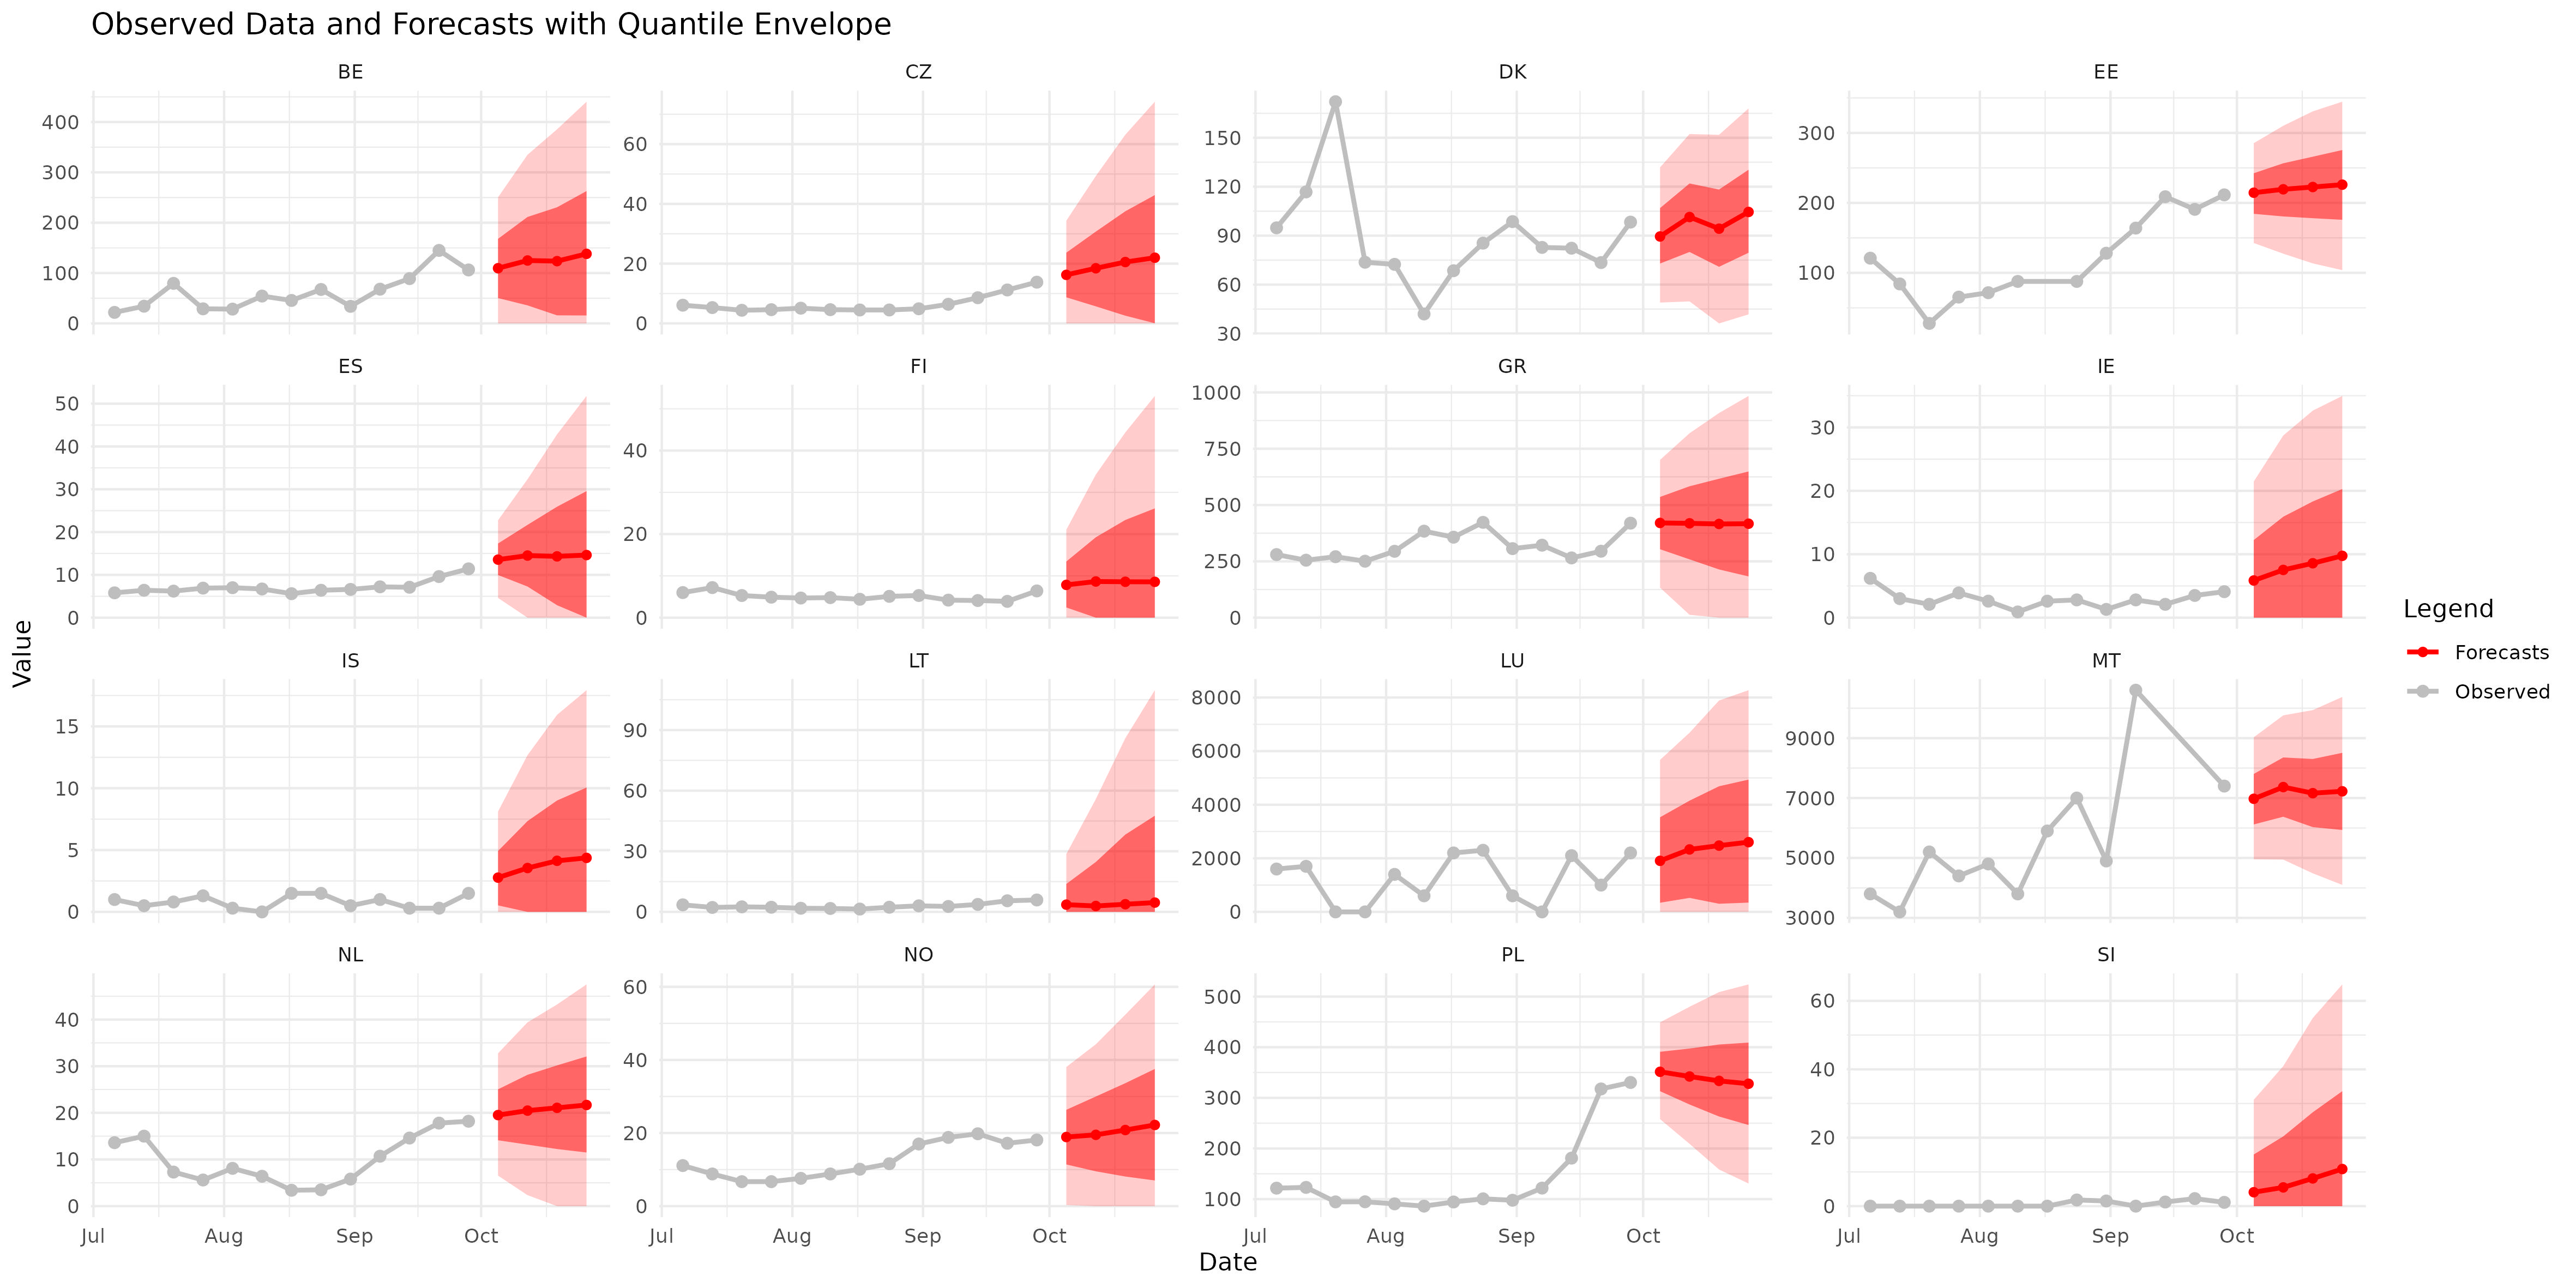 Observed Data and Forecasts with Quantile Envelope
BE CZ DK EE
400 300 200 100 0
60 40 20 0
150 120 90 60 30
300 200 100
ES FI GR IE
50 40 30 20 10 0
40 20 0
1000 750 500 250 0
30 20 10 0
IS LT LU MT
15 10 5 0
90 60 30 0
8000 6000 4000 2000 0
9000 7000 5000 3000
NL NO PL SI
40 30 20 10 0
60 40 20 0
500 400 300 200 100
60 40 20 0
Jul Aug Sep Oct Jul Aug Sep Oct Jul Aug Sep Oct Jul Aug Sep Oct
Date
Value
Legend
Forecasts
Observed